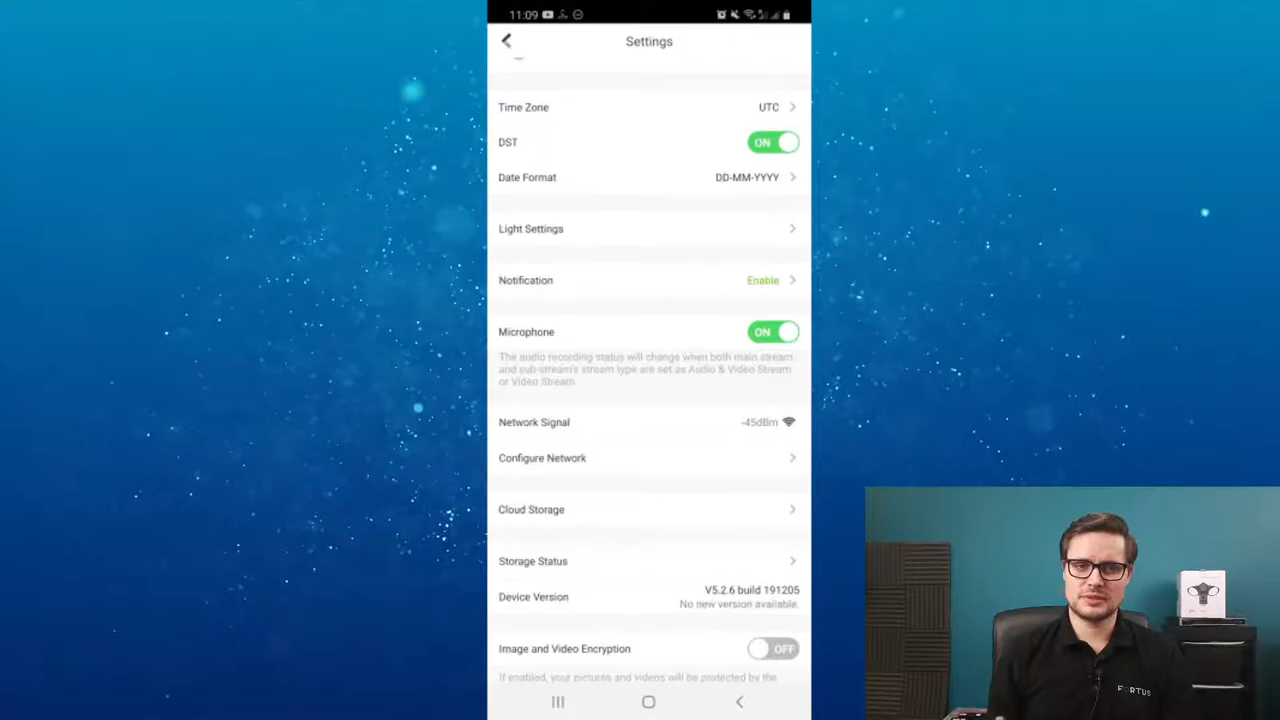 11:09
Settings
Time Zone UTC
DST ON
Date Format DD-MM-YYYY
Light Settings
Notification Enable
Microphone ON
The audio recording status will change when both main stream
and sub-stream's stream type are set as Audio & Video Stream
or Video Stream.
Network Signal -45dBm
Configure Network
Cloud Storage
Storage Status
V5.2.6 build 191205
Device Version
No new version available.
Image and Video Encryption OFF
If enabled, your pictures and videos will be protected by the
FORTUS